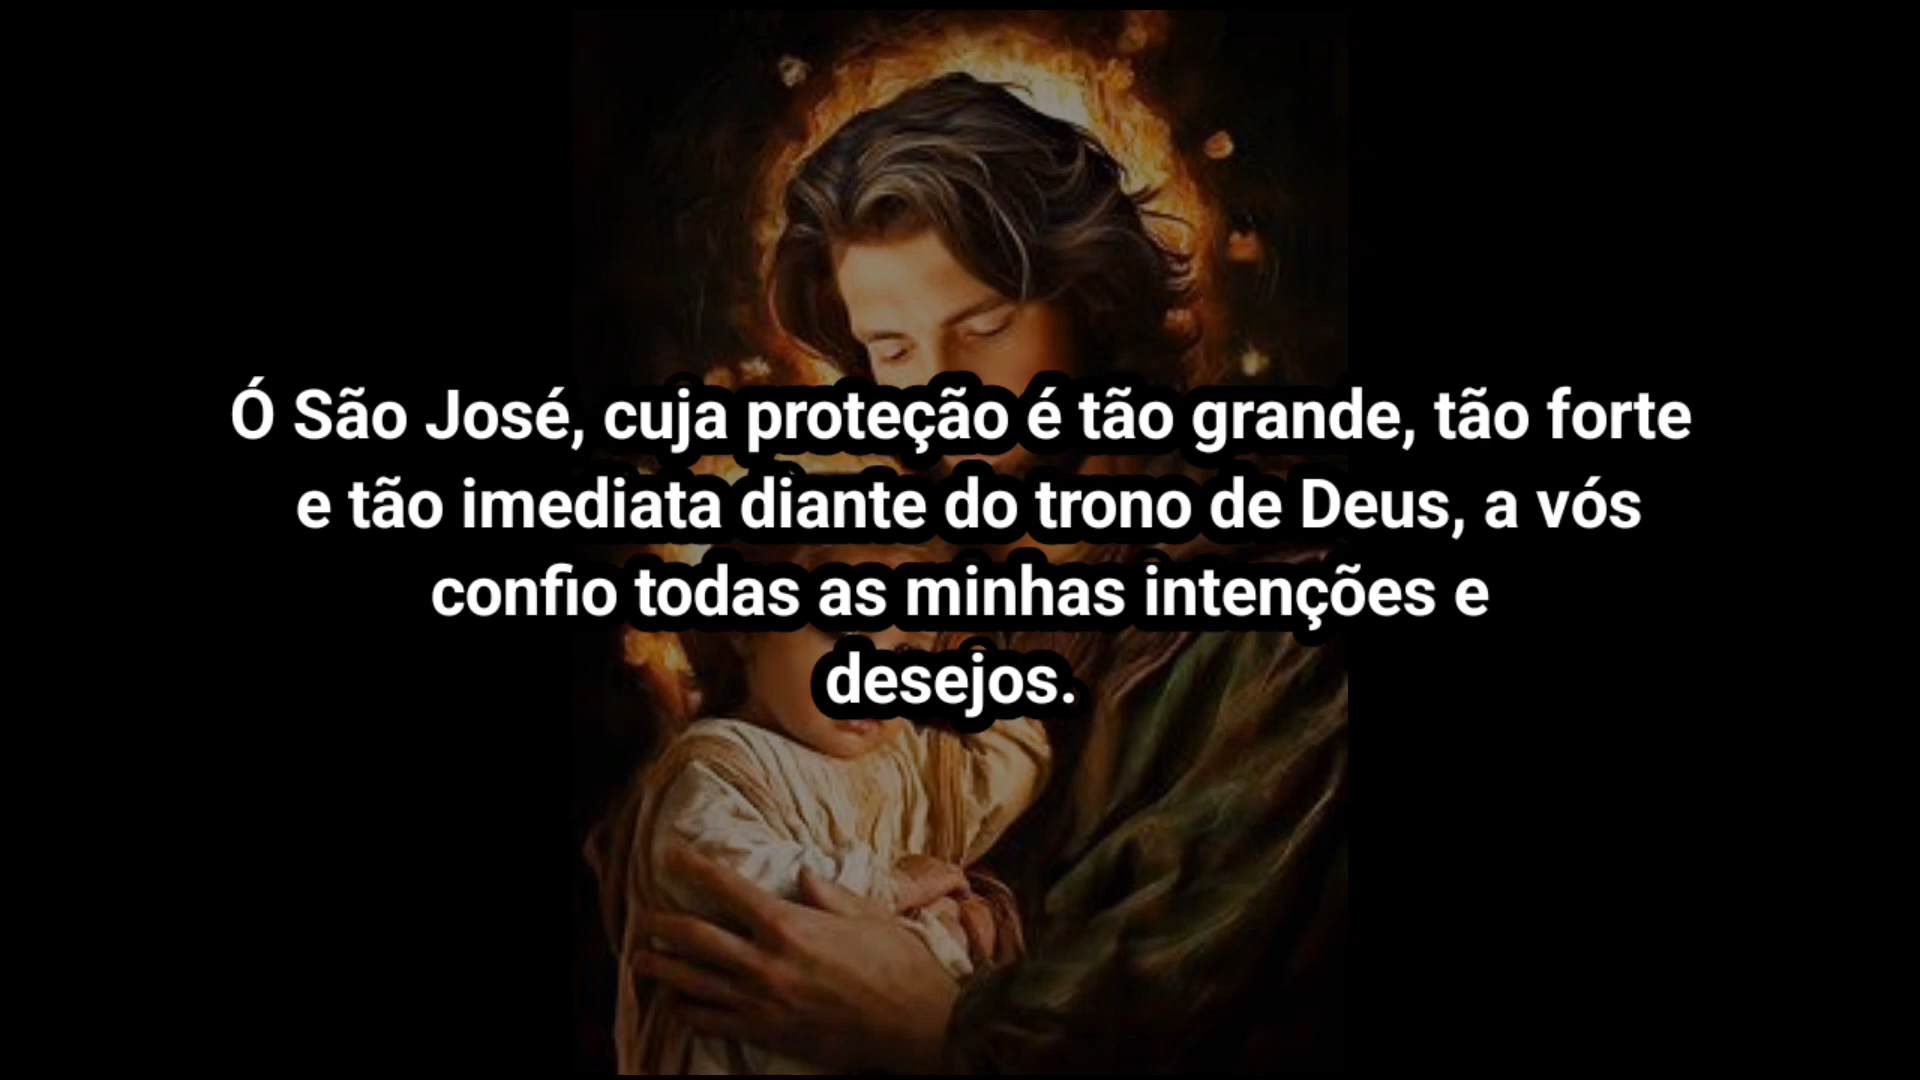 Ó São José, cuja proteção é tão grande, tão forte
e tão imediata diante do trono de Deus, a vós
confio todas as minhas intenções e
desejos.